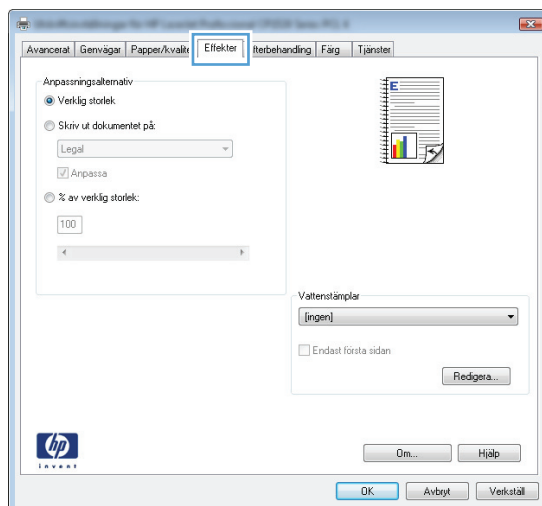 Avancerat Genvägar Papper/kvalite Effekter fterbehandling Färg Tjänster
Anpassningsalternativ
Verklig storlek
Skriv ut dokumentet på:
Legal
Anpassa
% av verklig storlek:
100
E
Vattenstämplar
[ingen]
Endast första sidan
Redigera...
hp
invent
Om... Hjälp
OK Avbryt Verkställ